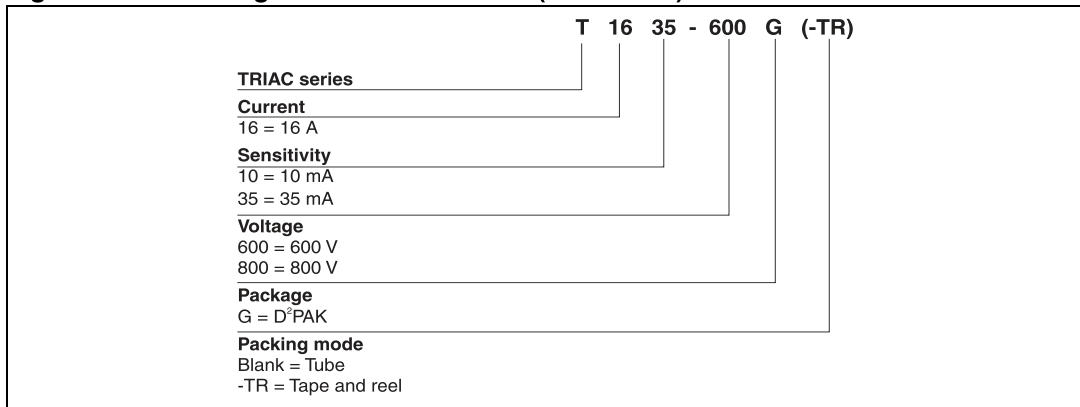 T 16 35 - 600 G (-TR)
TRIAC series
Current
16 = 16 A
Sensitivity
10 = 10 mA
35 = 35 mA
Voltage
600 = 600 V
800 = 800 V
Package
G = D²PAK
Packing mode
Blank = Tube
-TR = Tape and reel